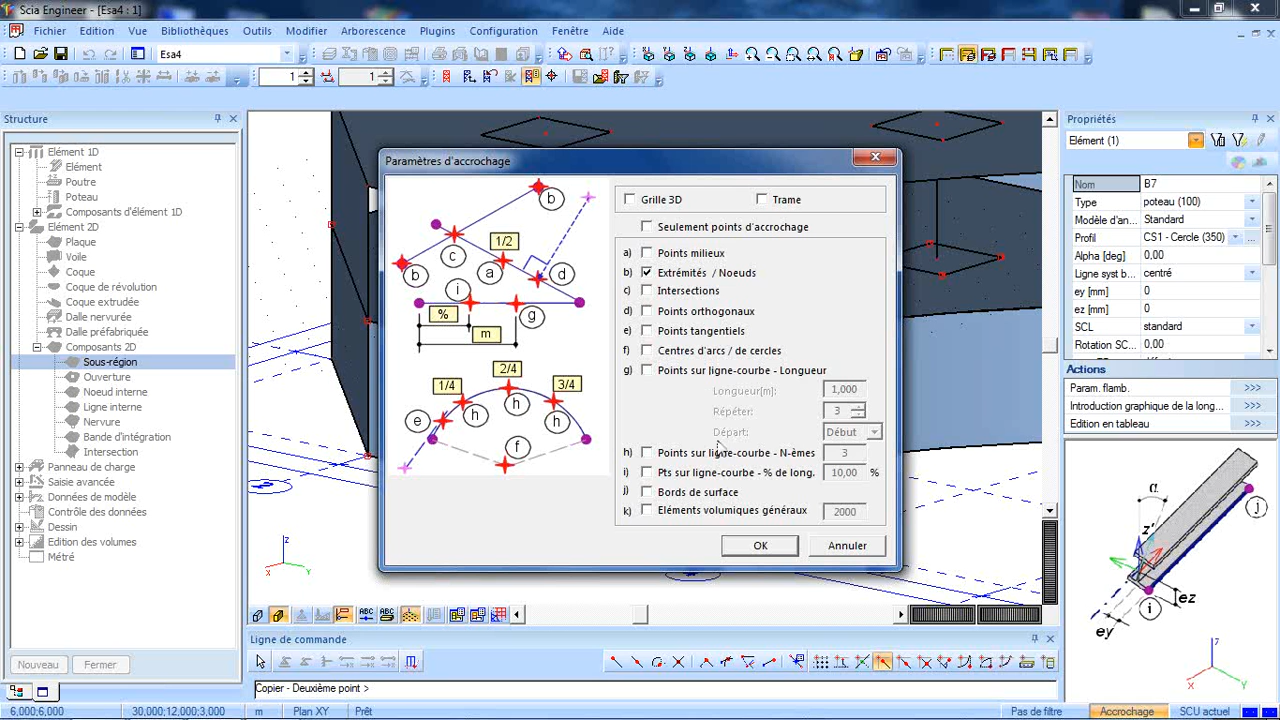 Scia Engineer - [Esa4 : 1]
Fichier Edition Vue Bibliothèques Outils Modifier Arborescence Plugins Configuration Fenêtre Aide
Esa4
1 1
Structure
Elément 1D
Elément
Poutre
Poteau
Composants d'élément 1D
Elément 2D
Plaque
Voile
Coque
Coque de révolution
Coque extrudée
Dalle nervurée
Dalle préfabriquée
Composants 2D
Sous-région
Ouverture
Noeud interne
Ligne interne
Nervure
Bande d'intégration
Intersection
Panneau de charge
Saisie avancée
Données de modèle
Contrôle des données
Dessin
Edition des volumes
Métré
Nouveau Fermer
Paramètres d'accrochage
b
1/2
c
b
a
d
i
g
%
m
2/4
1/4 3/4
h
e h h
f
Grille 3D Trame
Seulement points d'accrochage
a) Points milieux
b) Extrémités / Noeuds
c) Intersections
d) Points orthogonaux
e) Points tangentiels
f) Centres d'arcs / de cercles
g) Points sur ligne-courbe - Longueur
Longueur[m]: 1,000
Répéter: 3
Départ: Début
h) Points sur ligne-courbe - N-èmes 3
i) Pts sur ligne-courbe - % de long. 10,00 %
j) Bords de surface
k) Eléments volumiques généraux 2000
OK Annuler
Propriétés
Elément (1)
Nom B7
Type poteau (100)
Modèle d'an... Standard
Profil CS1 - Cercle (350)
Alpha [deg] 0
Ligne syst b... centré
ey [mm] 0
ez [mm] 0
SCL standard
Rotation SC... 0.00
Actions
Param. flamb. >>>
Introduction graphique de la long... >>>
Edition en tableau >>>
α
j
z'
ez
i
ey
z
X Y
z
X Y
ABC ABC
Ligne de commande
Copier - Deuxième point >
6,000;6,000 30,000;12,000;3,000 m Plan XY Prêt Pas de filtre Accrochage SCU actuel